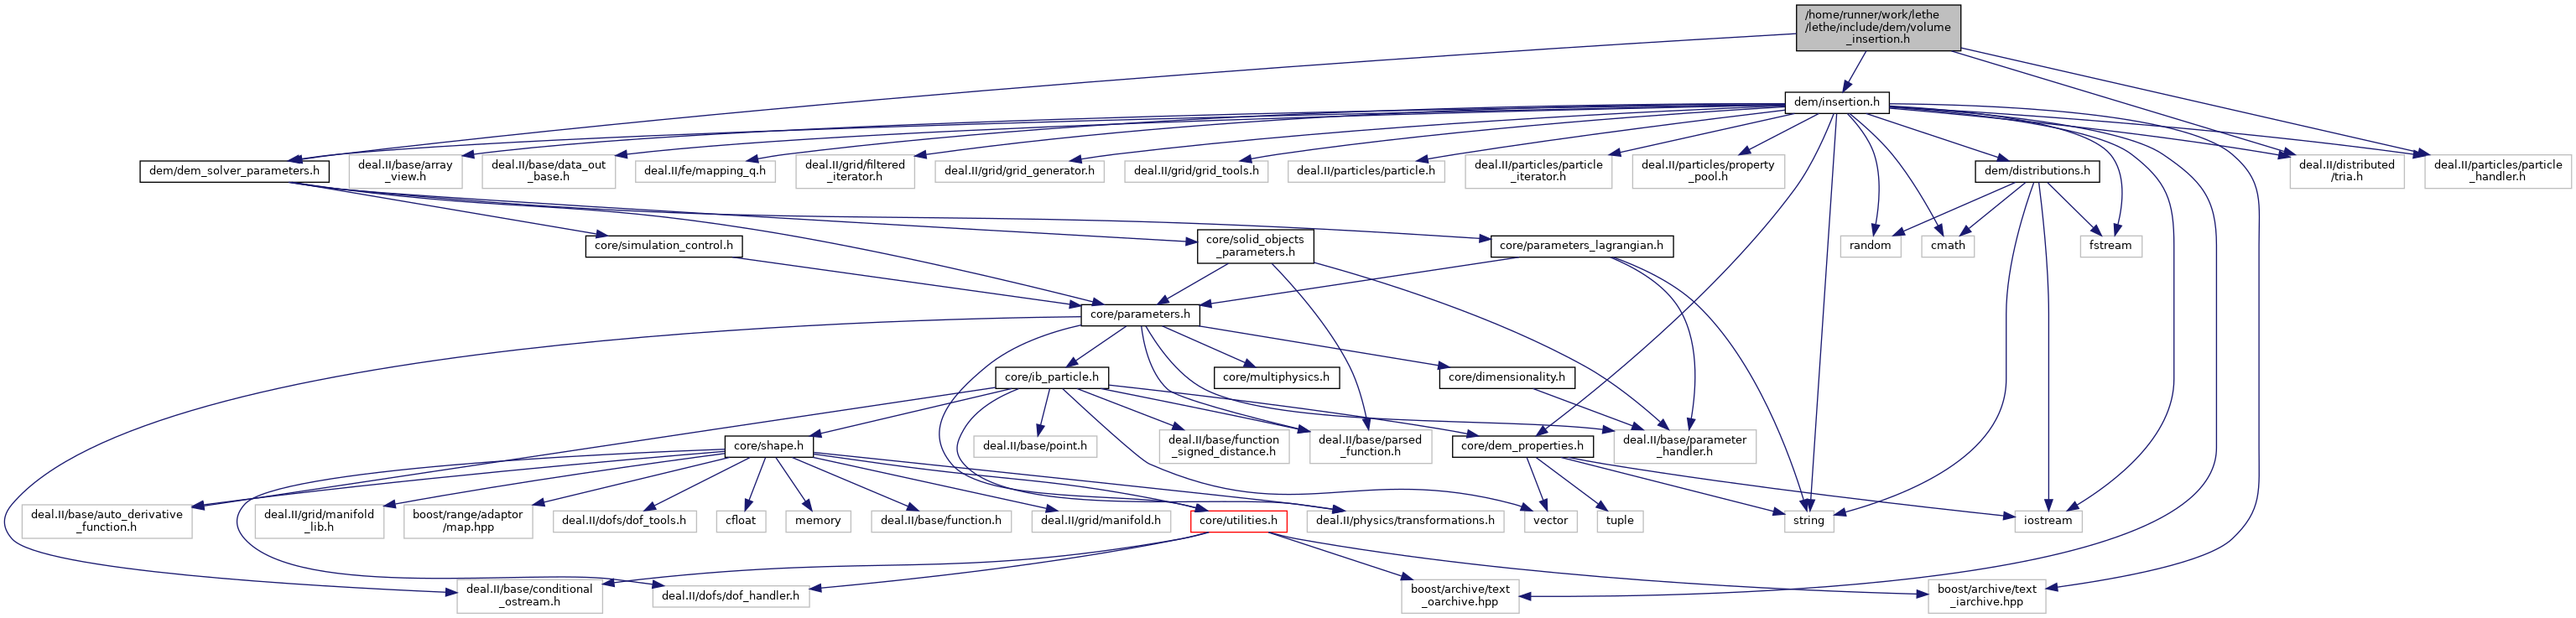 /home/runner/work/lethe
/lethe/include/dem/volume
_insertion.h
dem/insertion.h
dem/dem_solver_parameters.h
deal.II/base/array
_view.h
deal.II/base/data_out
_base.h
deal.II/fe/mapping_q.h
deal.II/grid/filtered
_iterator.h
deal.II/grid/grid_generator.h
deal.II/grid/grid_tools.h
deal.II/particles/particle.h
deal.II/particles/particle
_iterator.h
deal.II/particles/property
_pool.h
dem/distributions.h
deal.II/distributed
/tria.h
deal.II/particles/particle
_handler.h
core/simulation_control.h
core/solid_objects
_parameters.h
core/parameters_lagrangian.h
random
cmath
fstream
core/parameters.h
core/ib_particle.h
core/multiphysics.h
core/dimensionality.h
core/shape.h
deal.II/base/point.h
deal.II/base/function
_signed_distance.h
deal.II/base/parsed
_function.h
core/dem_properties.h
deal.II/base/parameter
_handler.h
deal.II/base/auto_derivative
_function.h
deal.II/grid/manifold
_lib.h
boost/range/adaptor
/map.hpp
deal.II/dofs/dof_tools.h
cfloat
memory
deal.II/base/function.h
deal.II/grid/manifold.h
core/utilities.h
deal.II/physics/transformations.h
vector
tuple
string
iostream
deal.II/base/conditional
_ostream.h
deal.II/dofs/dof_handler.h
boost/archive/text
_oarchive.hpp
boost/archive/text
_iarchive.hpp